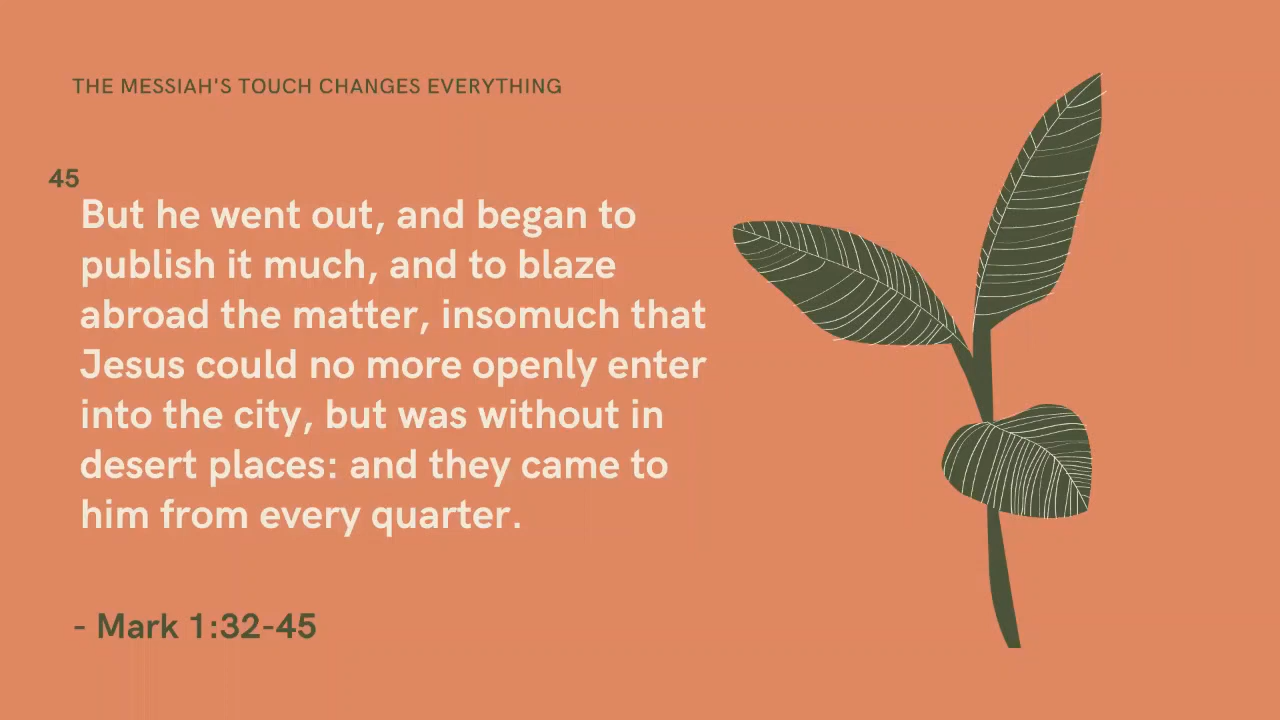 THE MESSIAH'S TOUCH CHANGES EVERYTHING
45
But he went out, and began to
publish it much, and to blaze
abroad the matter, insomuch that
Jesus could no more openly enter
into the city, but was without in
desert places: and they came to
him from every quarter.
- Mark 1:32-45